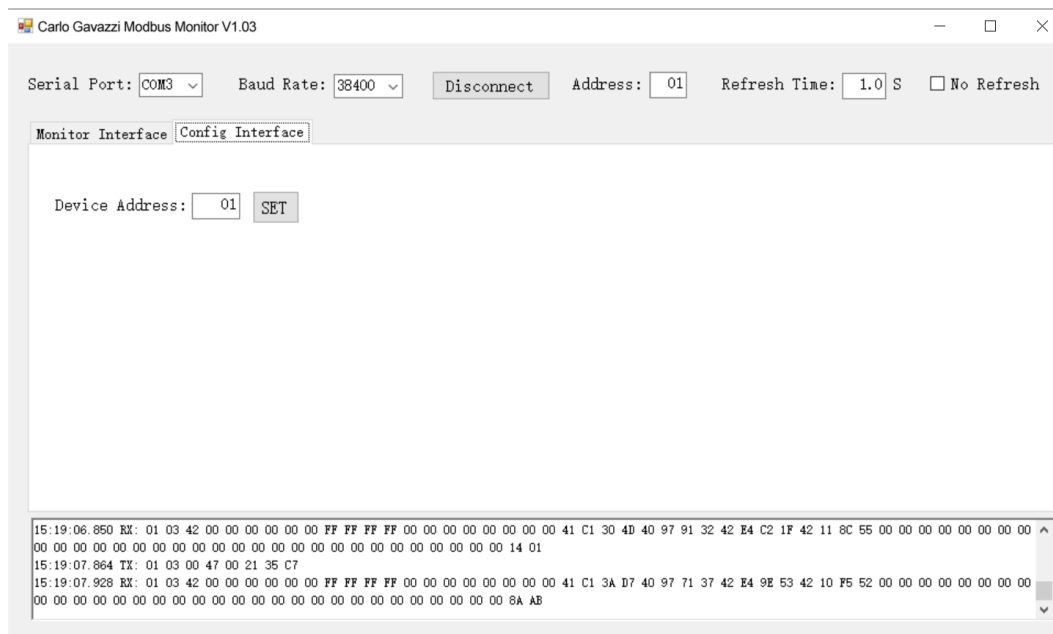 Carlo Gavazzi Modbus Monitor V1.03
Serial Port: COM3 Baud Rate: 38400 Disconnect Address: 01 Refresh Time: 1.0 S No Refresh
Monitor Interface Config Interface
Device Address: 01 SET
15:19:06.850 RX: 01 03 42 00 00 00 00 00 00 FF FF FF FF 00 00 00 00 00 00 00 00 41 C1 30 4D 40 97 91 32 42 E4 C2 1F 42 11 8C 55 00 00 00 00 00 00 00 00
00 00 00 00 00 00 00 00 00 00 00 00 00 00 00 00 00 00 00 00 00 00 00 00 14 01
15:19:07.864 TX: 01 03 00 47 00 21 35 C7
15:19:07.928 RX: 01 03 42 00 00 00 00 00 00 FF FF FF FF 00 00 00 00 00 00 00 00 41 C1 3A D7 40 97 71 37 42 E4 9E 53 42 10 F5 52 00 00 00 00 00 00 00 00
00 00 00 00 00 00 00 00 00 00 00 00 00 00 00 00 00 00 00 00 00 00 00 00 8A AB